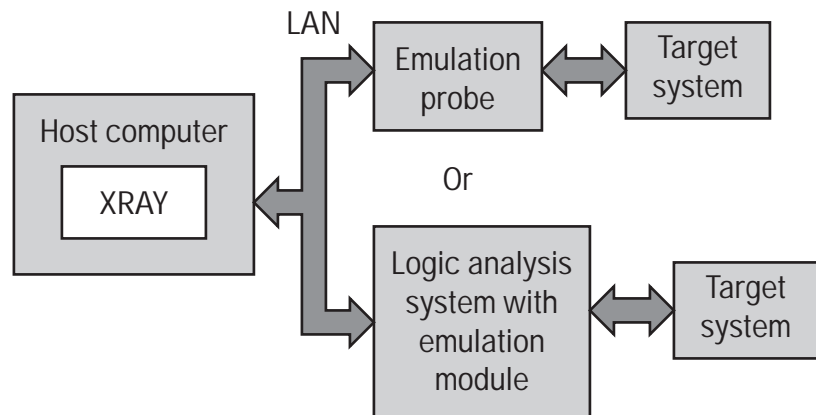 LAN
Emulation
probe
Target
system
Host computer
XRAY
Or
Logic analysis
system with
emulation
module
Target
system